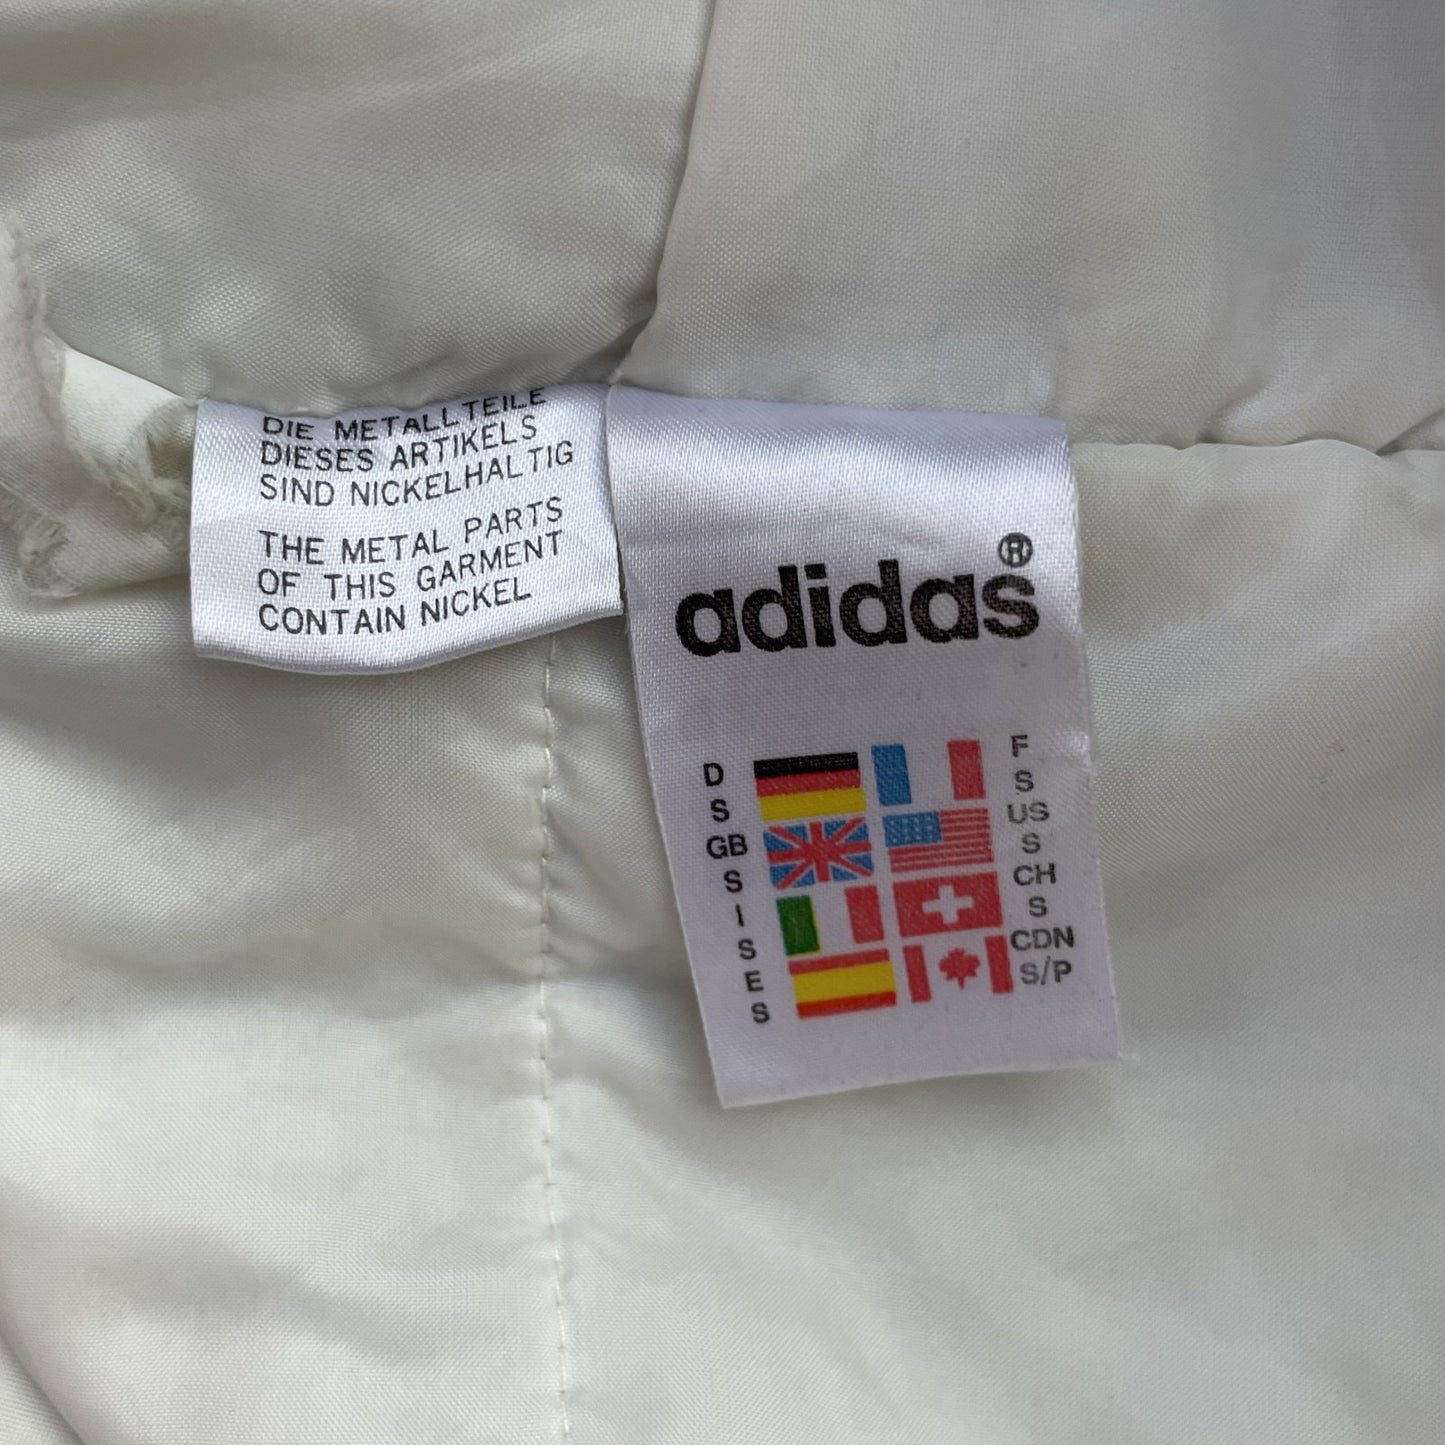 DIE METALLTEILE
DIESES ARTIKELS
SIND NICKELHALTIG
THE METAL PARTS
OF THIS GARMENT
CONTAIN NICKEL
adidas®
D
S
GB
S
I
S
E
S
F
S
US
S
CH
S
CDN
S/P